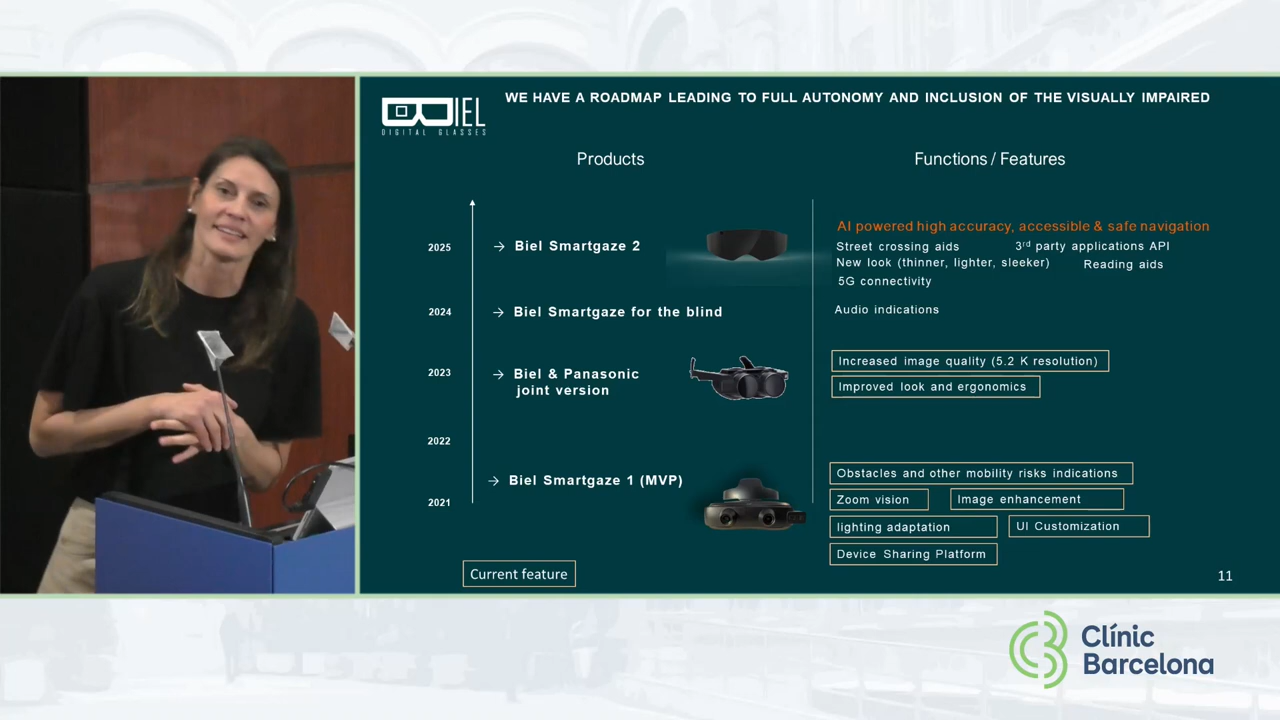 BIEL
DIGITAL GLASSES
WE HAVE A ROADMAP LEADING TO FULL AUTONOMY AND INCLUSION OF THE VISUALLY IMPAIRED
Products
Functions / Features
2025
→ Biel Smartgaze 2
AI powered high accuracy, accessible & safe navigation
Street crossing aids
3rd party applications API
New look (thinner, lighter, sleeker)
Reading aids
5G connectivity
2024
→ Biel Smartgaze for the blind
Audio indications
2023
→ Biel & Panasonic
joint version
Increased image quality (5.2 K resolution)
Improved look and ergonomics
2022
2021
→ Biel Smartgaze 1 (MVP)
Obstacles and other mobility risks indications
Zoom vision
Image enhancement
lighting adaptation
UI Customization
Device Sharing Platform
Current feature
11
Clínic
Barcelona